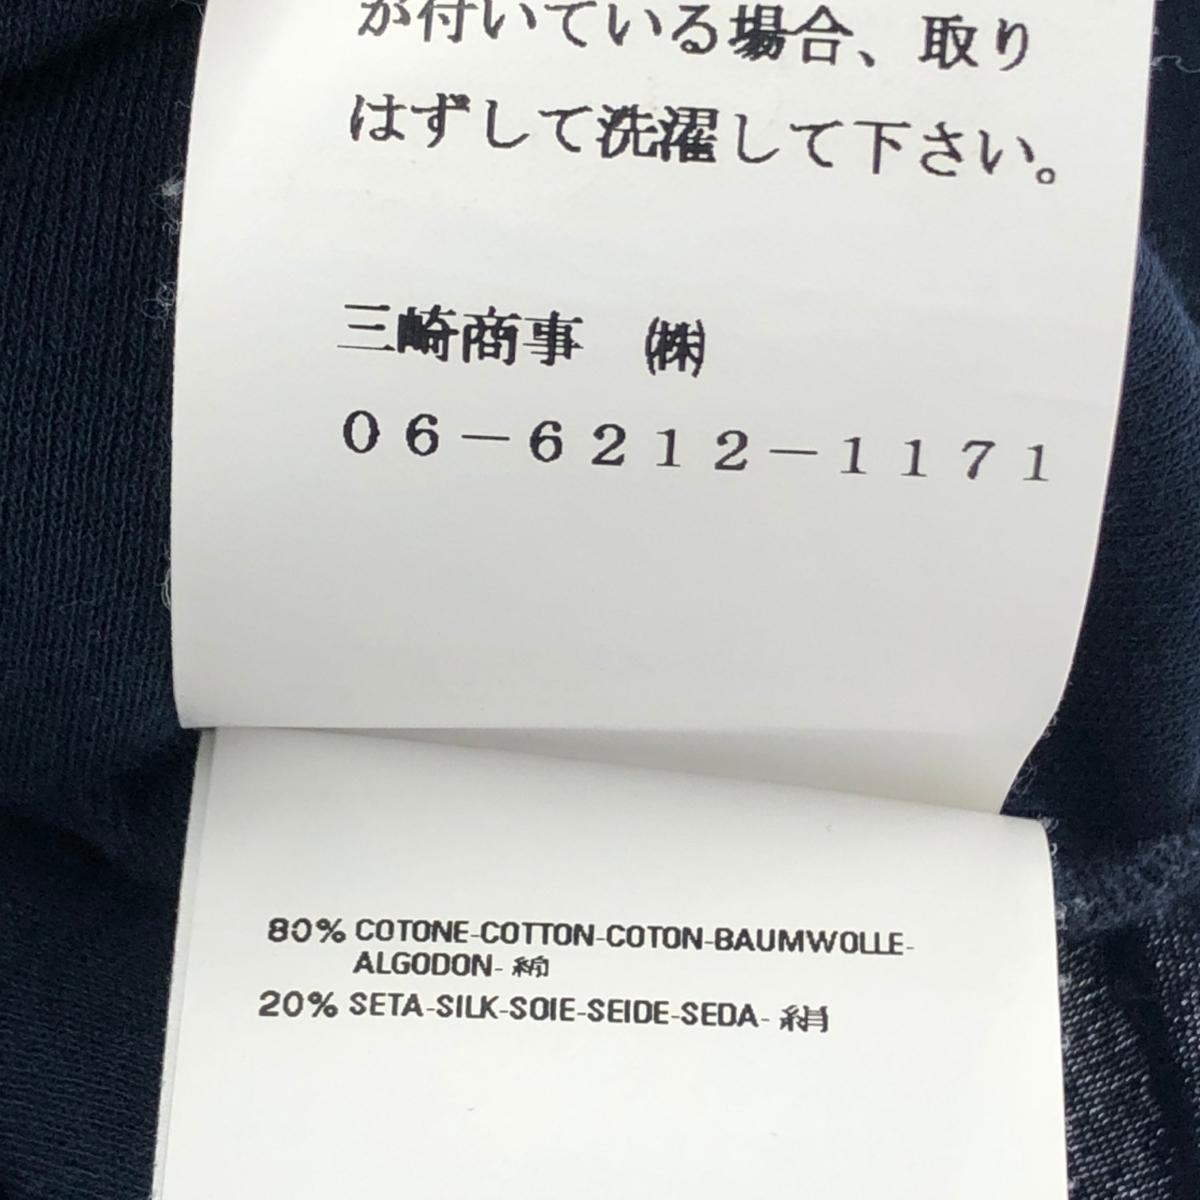 が付いている場合、取り
はずして洗濯して下さい。
三崎商事 ㈱
06-6212-1171
80% COTONE-COTTON-COTON-BAUMWOLLE-
ALGODON- 綿
20% SETA-SILK-SOIE-SEIDE-SEDA- 絹